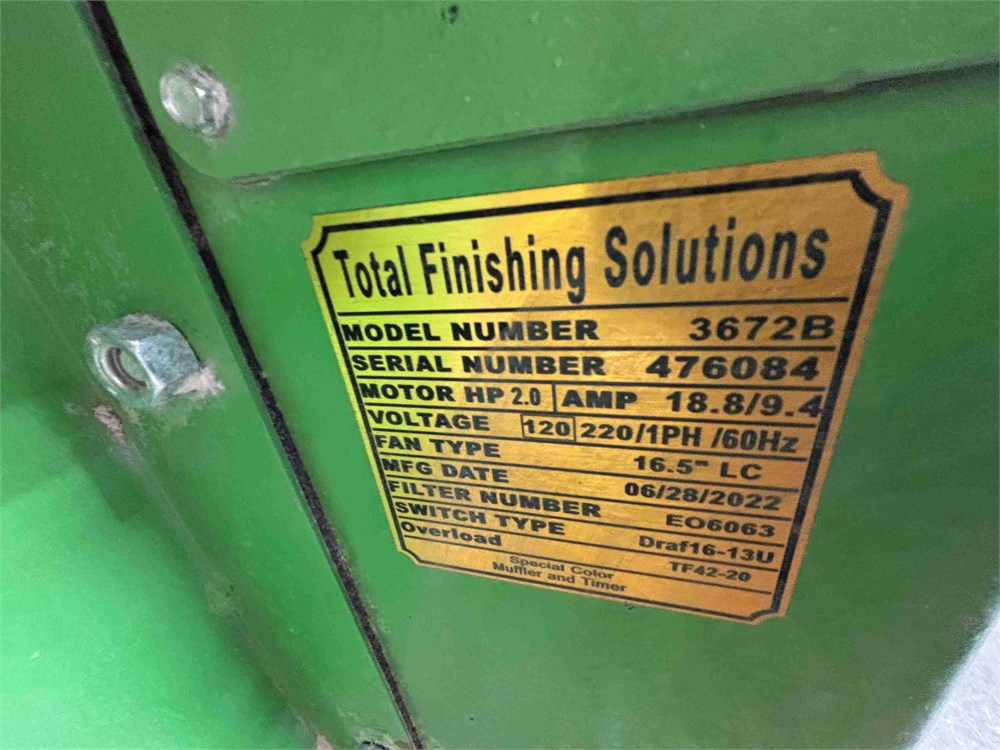 Total Finishing Solutions
MODEL NUMBER 3672B
SERIAL NUMBER 476084
MOTOR HP 2.0 AMP 18.8/9.4
VOLTAGE 120 220/1PH /60Hz
FAN TYPE 16.5" LC
MFG DATE 06/28/2022
FILTER NUMBER EO6063
SWITCH TYPE Draf16-13U
Overload TF42-20
Special Color
Muffler and Timer